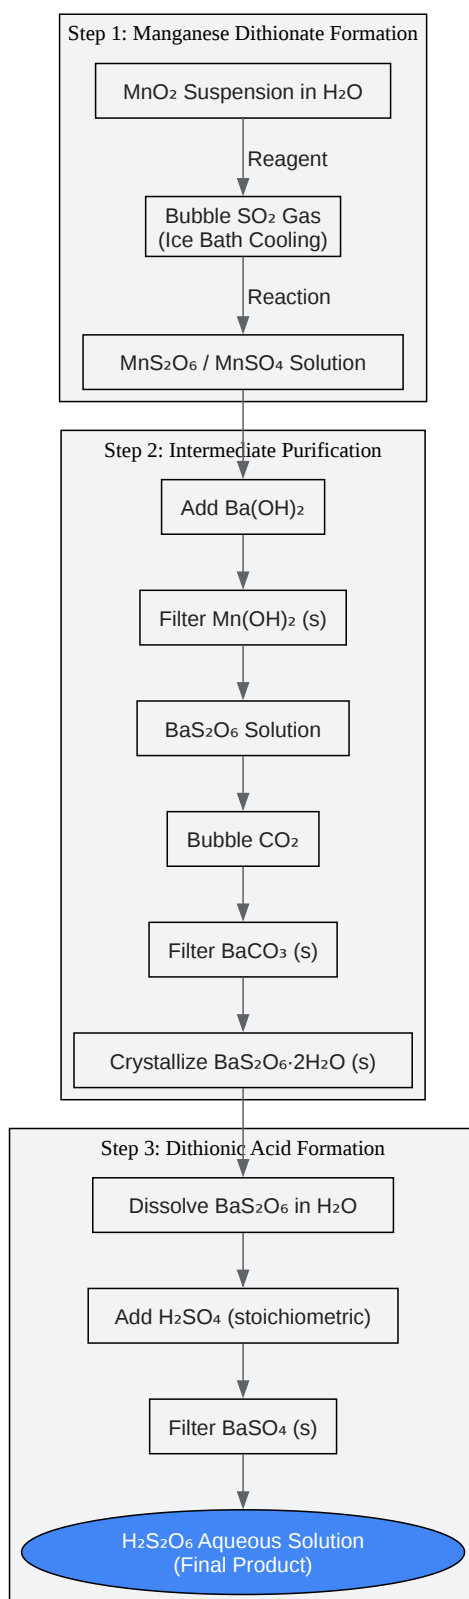 Step 1: Manganese Dithionate Formation
MnO₂ Suspension in H₂O
Reagent
Bubble SO₂ Gas
(Ice Bath Cooling)
Reaction
MnS₂O₆ / MnSO₄ Solution
Step 2: Intermediate Purification
Add Ba(OH)₂
Filter Mn(OH)₂ (s)
BaS₂O₆ Solution
Bubble CO₂
Filter BaCO₃ (s)
Crystallize BaS₂O₆·2H₂O (s)
Step 3: Dithionic Acid Formation
Dissolve BaS₂O₆ in H₂O
Add H₂SO₄ (stoichiometric)
Filter BaSO₄ (s)
H₂S₂O₆ Aqueous Solution
(Final Product)